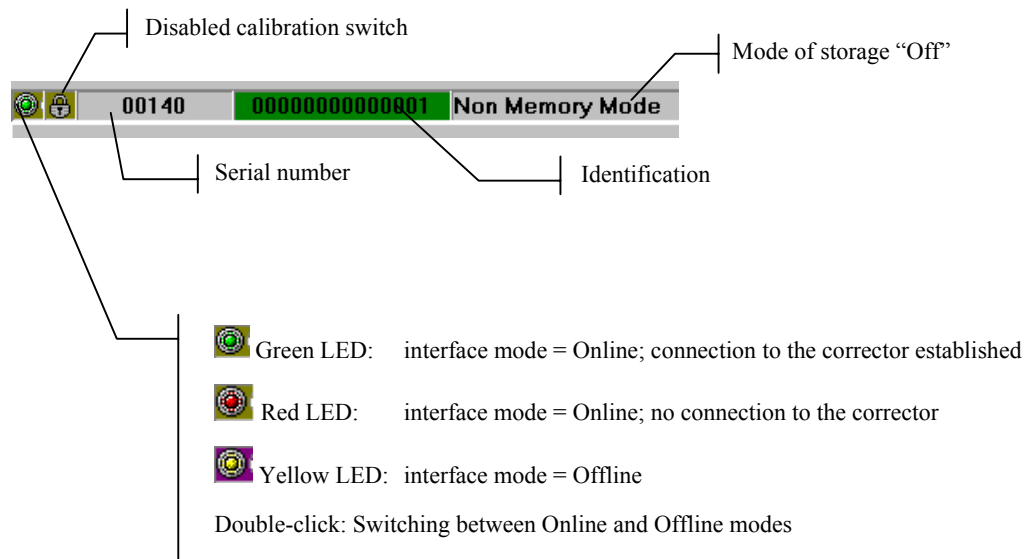 Disabled calibration switch
Mode of storage “Off”
00140 00000000000001 Non Memory Mode
Serial number
Identification
Green LED: interface mode = Online; connection to the corrector established
Red LED: interface mode = Online; no connection to the corrector
Yellow LED: interface mode = Offline
Double-click: Switching between Online and Offline modes